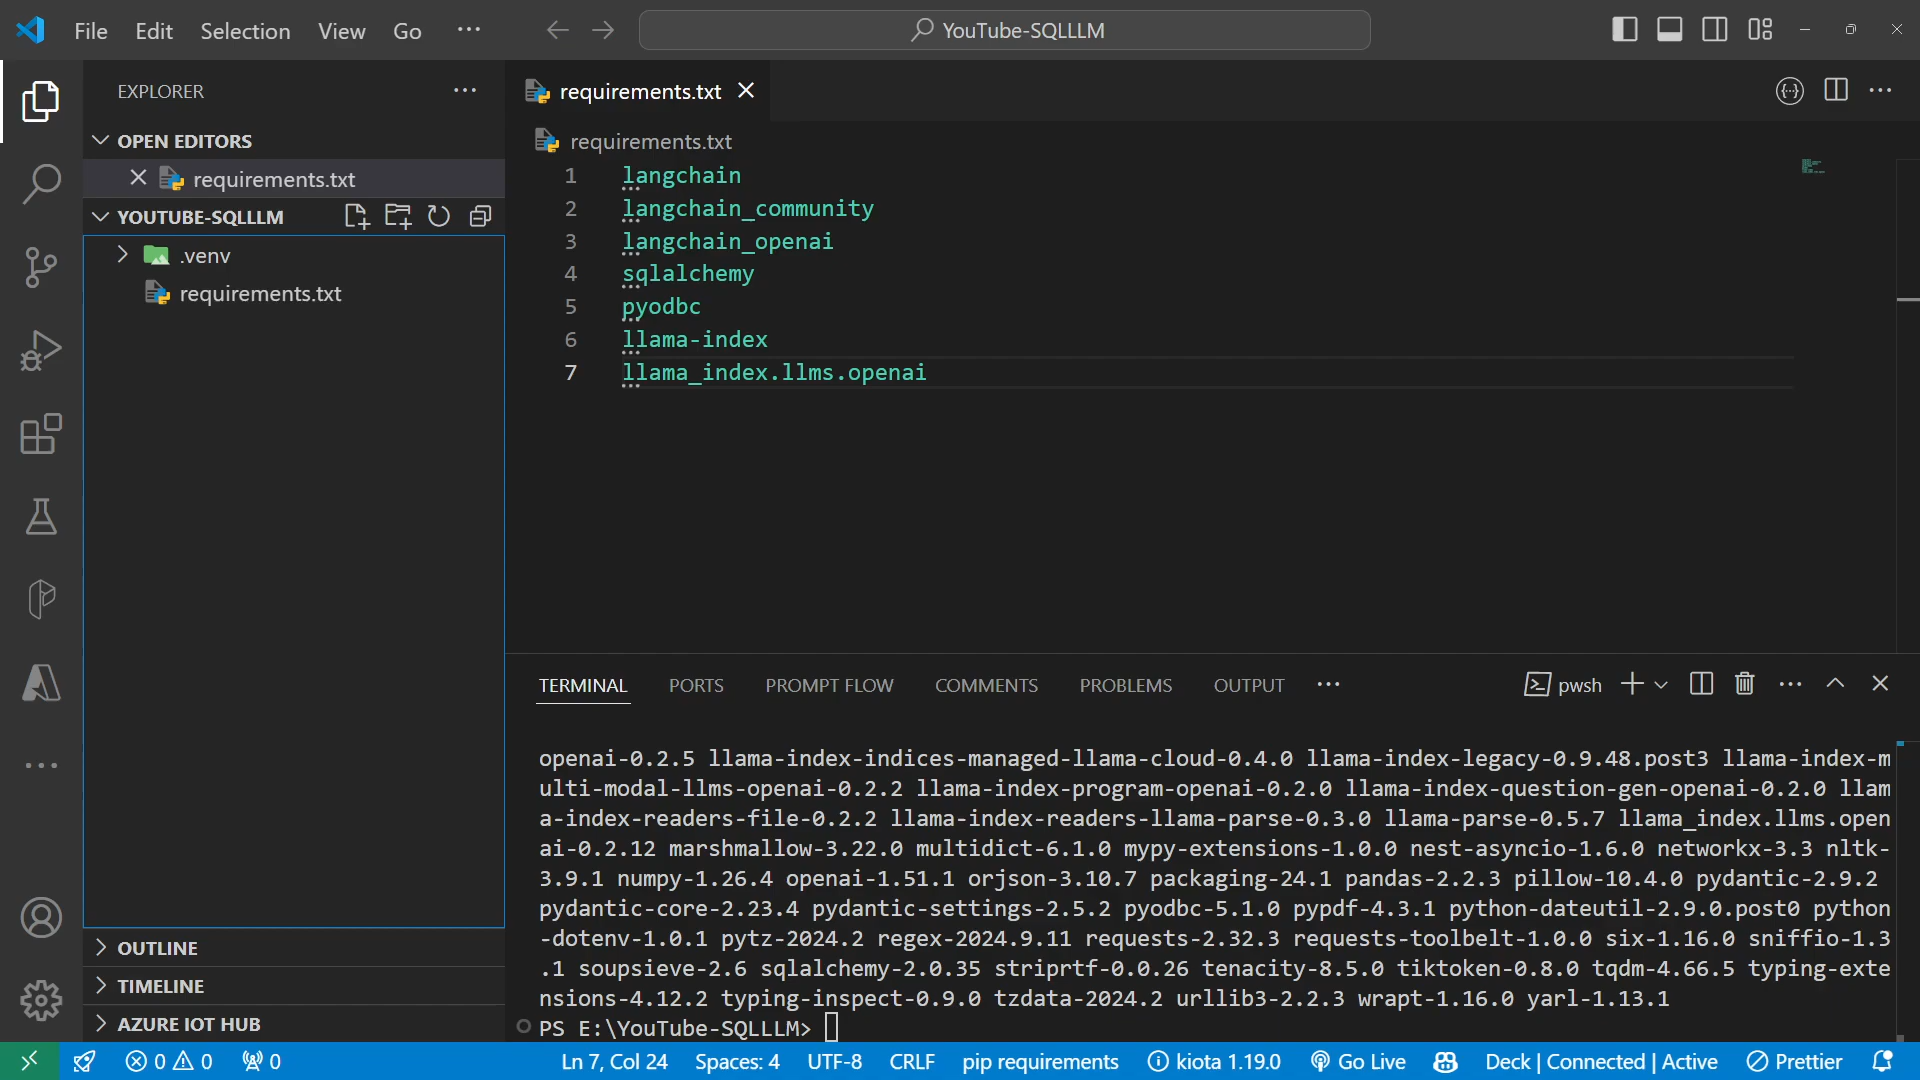 File Edit Selection View Go ··· YouTube-SQLLLM
EXPLORER
OPEN EDITORS
requirements.txt
YOUTUBE-SQLLLM
.venv
requirements.txt
OUTLINE
TIMELINE
AZURE IOT HUB
requirements.txt
requirements.txt
1 langchain
2 langchain_community
3 langchain_openai
4 sqlalchemy
5 pyodbc
6 llama-index
7 llama_index.llms.openai
TERMINAL PORTS PROMPT FLOW COMMENTS PROBLEMS OUTPUT ··· pwsh
openai-0.2.5 llama-index-indices-managed-llama-cloud-0.4.0 llama-index-legacy-0.9.48.post3 llama-index-m
ulti-modal-llms-openai-0.2.2 llama-index-program-openai-0.2.0 llama-index-question-gen-openai-0.2.0 llam
a-index-readers-file-0.2.2 llama-index-readers-llama-parse-0.3.0 llama-parse-0.5.7 llama_index.llms.open
ai-0.2.12 marshmallow-3.22.0 multidict-6.1.0 mypy-extensions-1.0.0 nest-asyncio-1.6.0 networkx-3.3 nltk-
3.9.1 numpy-1.26.4 openai-1.51.1 orjson-3.10.7 packaging-24.1 pandas-2.2.3 pillow-10.4.0 pydantic-2.9.2
pydantic-core-2.23.4 pydantic-settings-2.5.2 pyodbc-5.1.0 pypdf-4.3.1 python-dateutil-2.9.0.post0 python
-dotenv-1.0.1 pytz-2024.2 regex-2024.9.11 requests-2.32.3 requests-toolbelt-1.0.0 six-1.16.0 sniffio-1.3
.1 soupsieve-2.6 sqlalchemy-2.0.35 striprtf-0.0.26 tenacity-8.5.0 tiktoken-0.8.0 tqdm-4.66.5 typing-exte
nsions-4.12.2 typing-inspect-0.9.0 tzdata-2024.2 urllib3-2.2.3 wrapt-1.16.0 yarl-1.13.1
PS E:\YouTube-SQLLLM>
0 0 0 Ln 7, Col 24 Spaces: 4 UTF-8 CRLF pip requirements kiota 1.19.0 Go Live Deck | Connected | Active Prettier